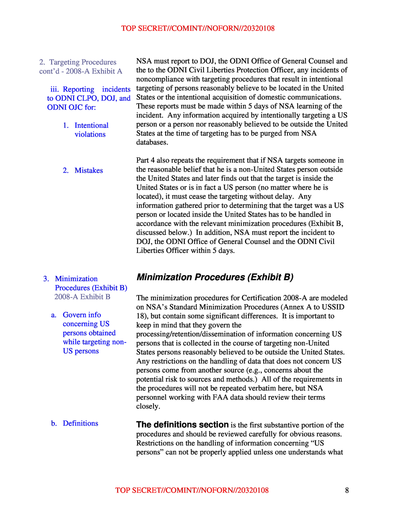 TOP SECRET//COMINT//NOFORN//20320108
2. Targeting Procedures
cont'd - 2008-A Exhibit A
iii. Reporting incidents
to ODNI CLPO, DOJ, and
ODNI OJC for:
1. Intentional
violations
2. Mistakes
NSA must report to DOJ, the ODNI Office of General Counsel and
the to the ODNI Civil Liberties Protection Officer, any incidents of
noncompliance with targeting procedures that result in intentional
targeting of persons reasonably believe to be located in the United
States or the intentional acquisition of domestic communications.
These reports must be made within 5 days of NSA learning of the
incident. Any information acquired by intentionally targeting a US
person or a person nor reasonably believed to be outside the United
States at the time of targeting has to be purged from NSA
databases.
Part 4 also repeats the requirement that if NSA targets someone in
the reasonable belief that he is a non-United States person outside
the United States and later finds out that the target is inside the
United States or is in fact a US person (no matter where he is
located), it must cease the targeting without delay. Any
information gathered prior to determining that the target was a US
person or located inside the United States has to be handled in
accordance with the relevant minimization procedures (Exhibit B,
discussed below.) In addition, NSA must report the incident to
DOJ, the ODNI Office of General Counsel and the ODNI Civil
Liberties Officer within 5 days.
3. Minimization
Procedures (Exhibit B)
2008-A Exhibit B
a. Govern info
concerning US
persons obtained
while targeting non-
US persons
Minimization Procedures (Exhibit B)
The minimization procedures for Certification 2008-A are modeled
on NSA's Standard Minimization Procedures (Annex A to USSID
18), but contain some significant differences. It is important to
keep in mind that they govern the
processing/retention/dissemination of information concerning US
persons that is collected in the course of targeting non-United
States persons reasonably believed to be outside the United States.
Any restrictions on the handling of data that does not concern US
persons come from another source (e.g., concerns about the
potential risk to sources and methods.) All of the requirements in
the procedures will not be repeated verbatim here, but NSA
personnel working with FAA data should review their terms
closely.
b. Definitions
The definitions section is the first substantive portion of the
procedures and should be reviewed carefully for obvious reasons.
Restrictions on the handling of information concerning "US
persons" can not be properly applied unless one understands what
TOP SECRET//COMINT//NOFORN//20320108
8